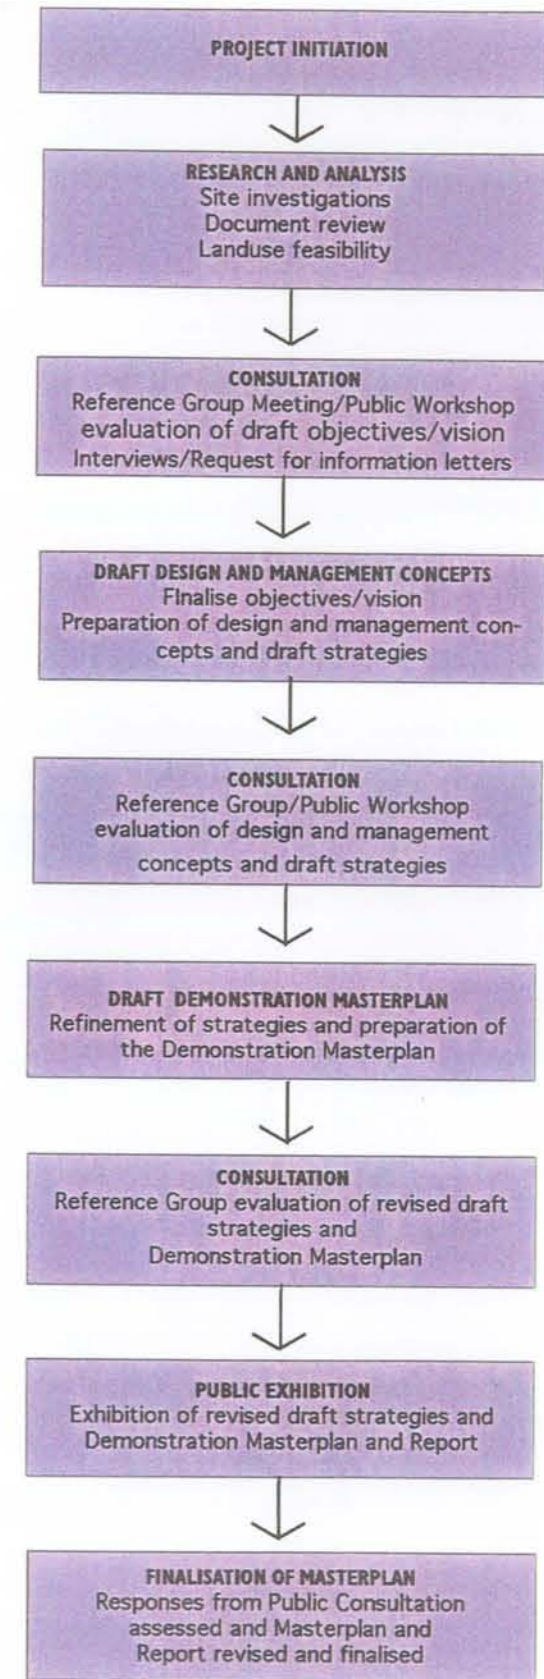 PROJECT INITIATION
RESEARCH AND ANALYSIS
Site investigations
Document review
Landuse feasibility
CONSULTATION
Reference Group Meeting/Public Workshop
evaluation of draft objectives/vision
Interviews/Request for information letters
DRAFT DESIGN AND MANAGEMENT CONCEPTS
FInalise objectives/vision
Preparation of design and management con-
cepts and draft strategies
CONSULTATION
Reference Group/Public Workshop
evaluation of design and management
concepts and draft strategies
DRAFT DEMONSTRATION MASTERPLAN
Refinement of strategies and preparation of
the Demonstration Masterplan
CONSULTATION
Reference Group evaluation of revised draft
strategies and
Demonstration Masterplan
PUBLIC EXHIBITION
Exhibition of revised draft strategies and
Demonstration Masterplan and Report
FINALISATION OF MASTERPLAN
Responses from Public Consultation
assessed and Masterplan and
Report revised and finalised